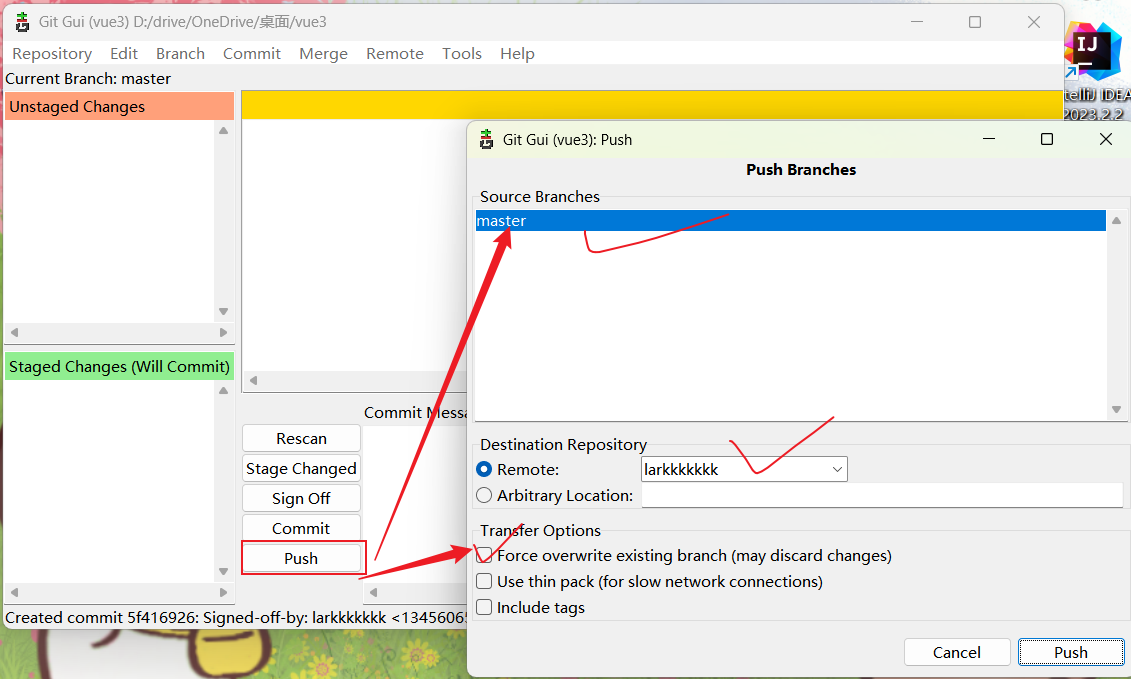 Git Gui (vue3) D:/drive/OneDrive/桌面/vue3
Repository Edit Branch Commit Merge Remote Tools Help
Current Branch: master
Unstaged Changes
Staged Changes (Will Commit)
Commit Messa
Rescan
Stage Changed
Sign Off
Commit
Push
Created commit 5f416926: Signed-off-by: larkkkkkkk <13456065
IJ
telliJ IDEA
2023.2.2
Git Gui (vue3): Push
Push Branches
Source Branches
master
Destination Repository
Remote: larkkkkkkk
Arbitrary Location:
Transfer Options
Force overwrite existing branch (may discard changes)
Use thin pack (for slow network connections)
Include tags
Cancel Push